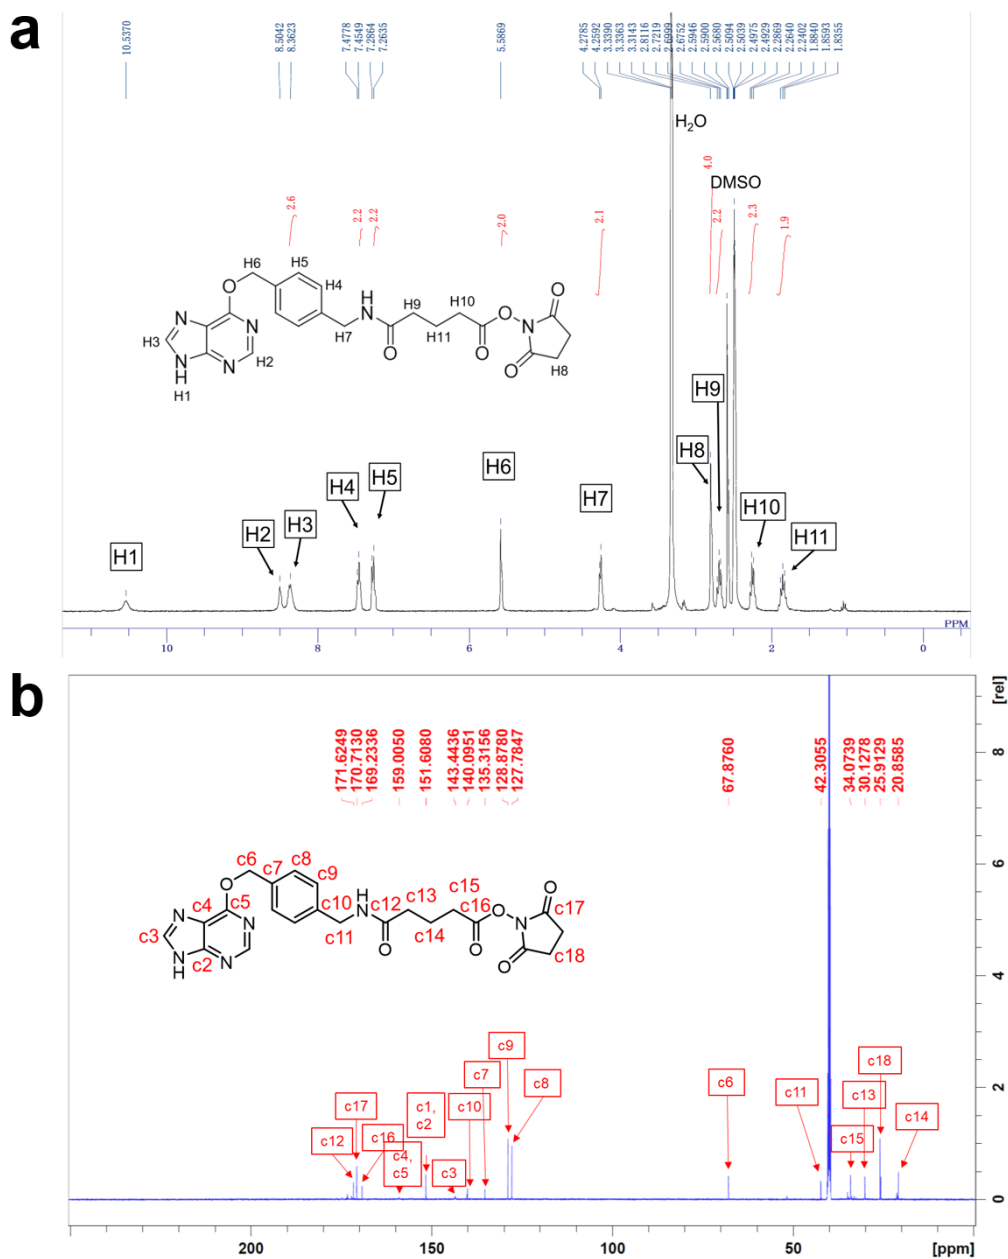 a
10.5370
8.5042
8.3623
7.4778
7.4549
7.2864
7.2635
5.5869
4.2785
4.2592
3.3390
3.3363
3.3143
2.8116
2.7219
2.6999
2.6752
2.5946
2.5900
2.5680
2.5094
2.5039
2.4975
2.4929
2.2869
2.2640
2.2402
1.8840
1.8593
1.8355
H2O
DMSO
2.6
2.2
2.2
2.0
2.1
4.0
2.2
2.3
1.9
H6 H5 H4 H H9 H10 O
O N N O O
N N H7 N H11 O O
H3 N H2 H8
H
H1
H1
H2
H3
H4
H5
H6
H7
H8
H9
H10
H11
10 8 6 4 2 0
PPM
b
[rel]
171.6249
170.7130
169.2336
159.0050
151.6080
143.4436
140.0951
135.3156
128.8780
127.7847
67.8760
42.3055
34.0739
30.1278
25.9129
20.8585
c6 c8 c9 c7 c10 H c13 c15 O
O c4 c5 N c12 c16 O c17
N N c11 N O c14 O N
c3 N c2 N O c18
H
c12
c17
c16
c4,
c5
c1,
c2
c3
c10
c7
c9
c8
c6
c11
c15
c13
c18
c14
8
6
4
2
0
200 150 100 50 [ppm]